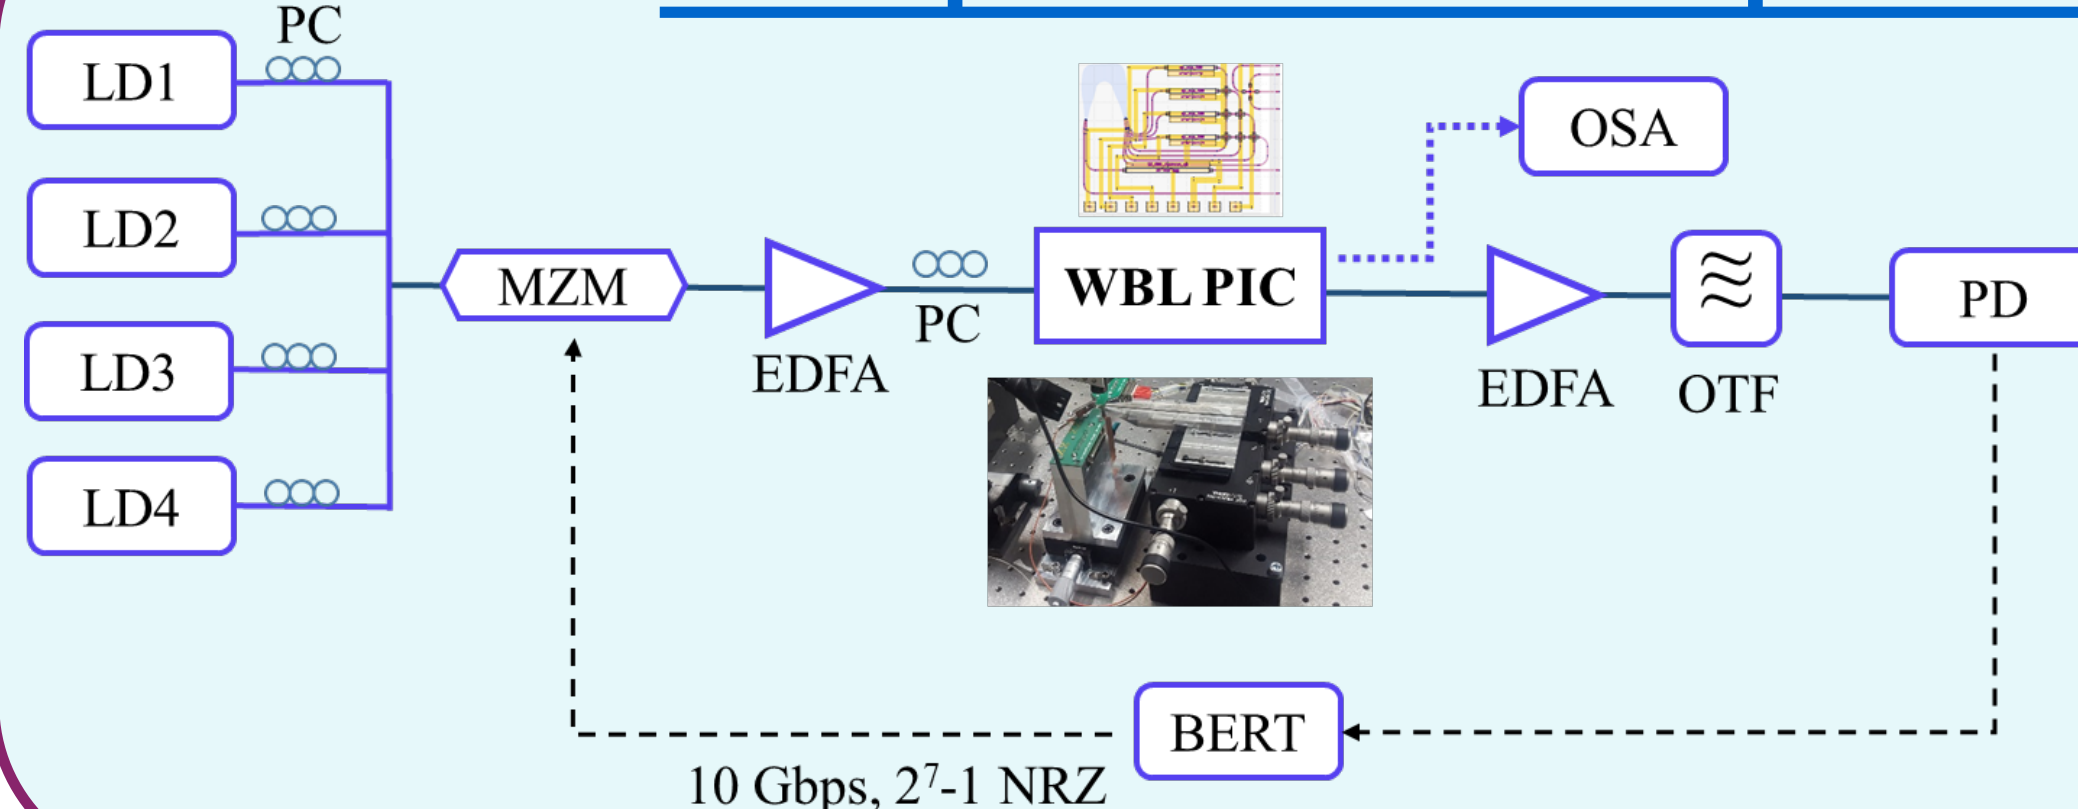 PC
LD1
LD2
LD3
LD4
MZM
EDFA
PC
WBL PIC
OSA
EDFA
OTF
PD
BERT
10 Gbps, 2⁷-1 NRZ